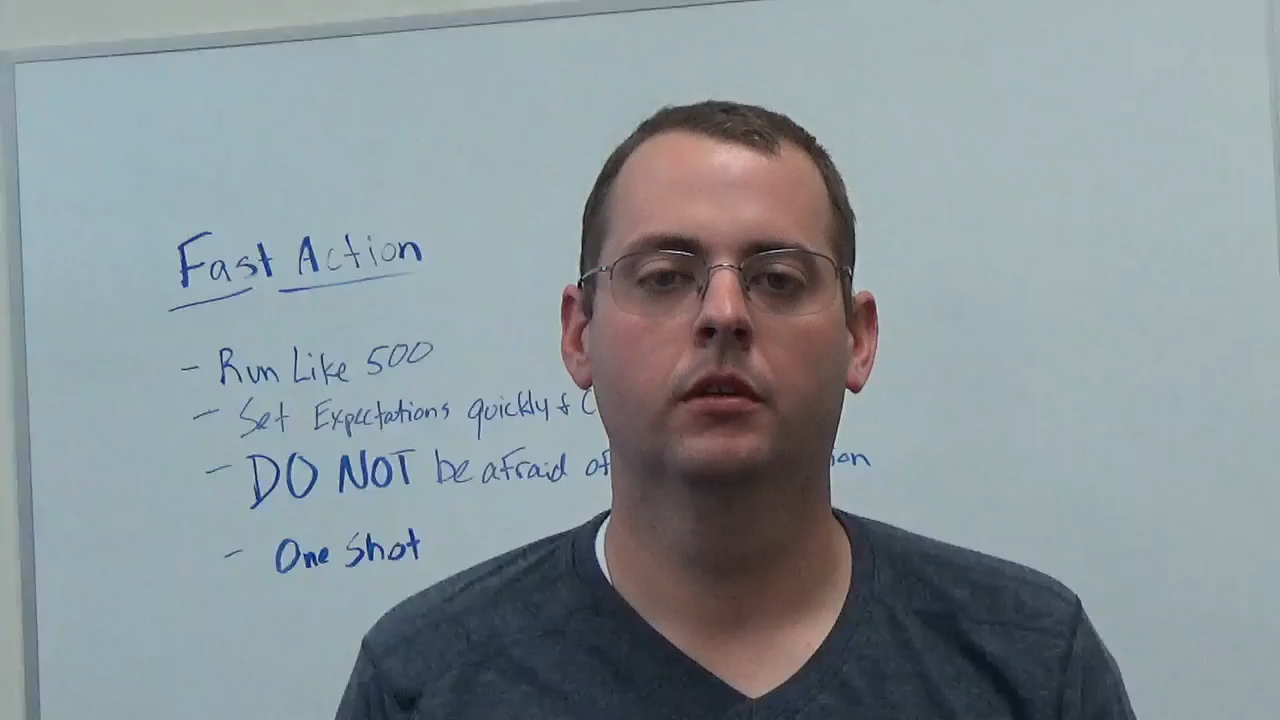 Fast Action
- Run Like 500
- Set Expectations quickly &
- DO NOT be afraid of
- One Shot